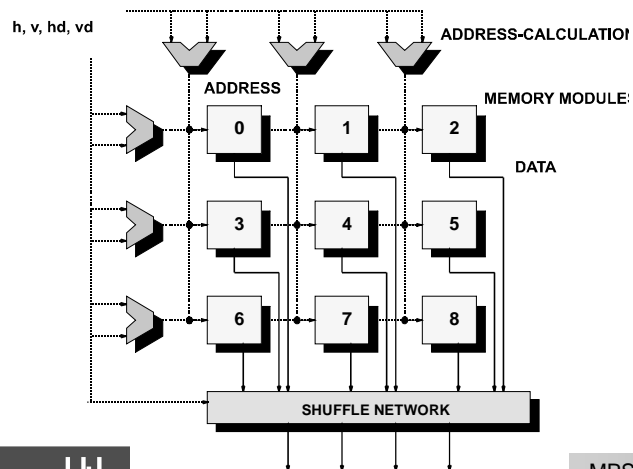 h, v, hd, vd
ADDRESS-CALCULATION
ADDRESS
MEMORY MODULES
0 1 2
DATA
3 4 5
6 7 8
SHUFFLE NETWORK